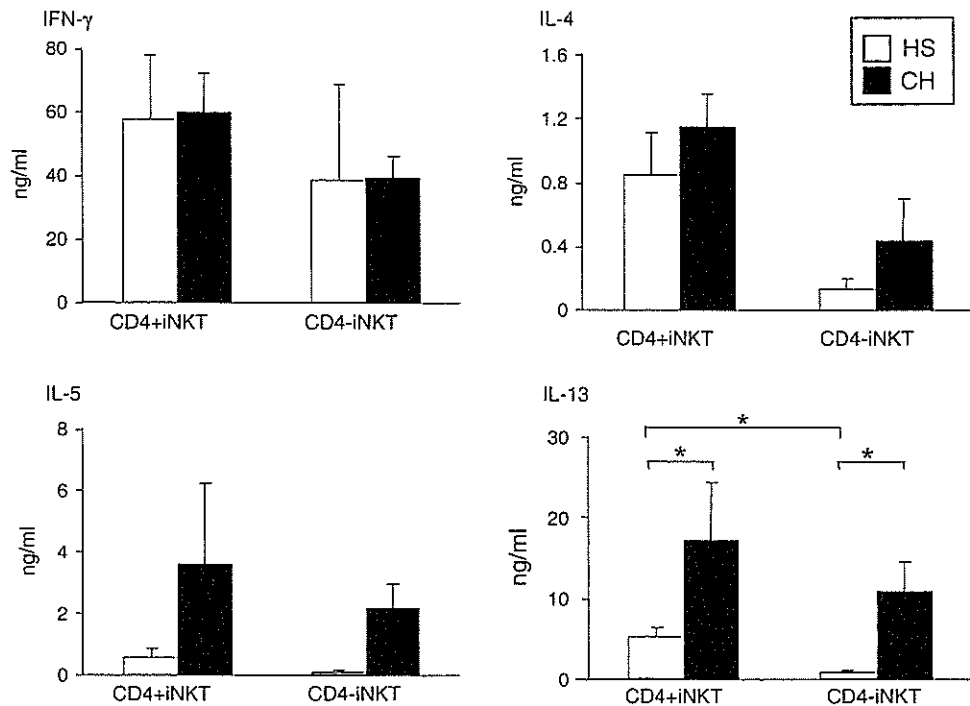 IFN-γ
80
60
40
20
0
ng/ml
CD4+iNKT CD4-iNKT
IL-4
1.6
1.2
0.8
0.4
0
ng/ml
CD4+iNKT CD4-iNKT
HS
CH
IL-5
8
6
4
2
0
ng/ml
CD4+iNKT CD4-iNKT
IL-13
30
20
10
0
ng/ml
*
* *
CD4+iNKT CD4-iNKT